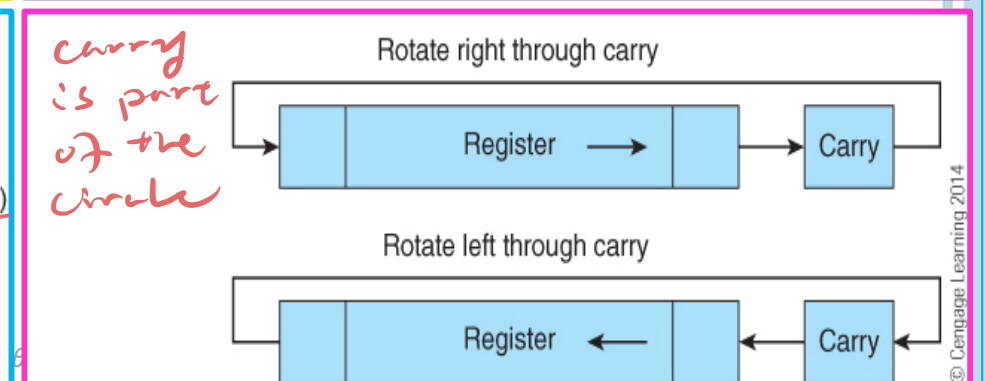 carry
is part
of the
circle
Rotate right through carry
Register
Carry
Rotate left through carry
Register
Carry
© Cengage Learning 2014
)